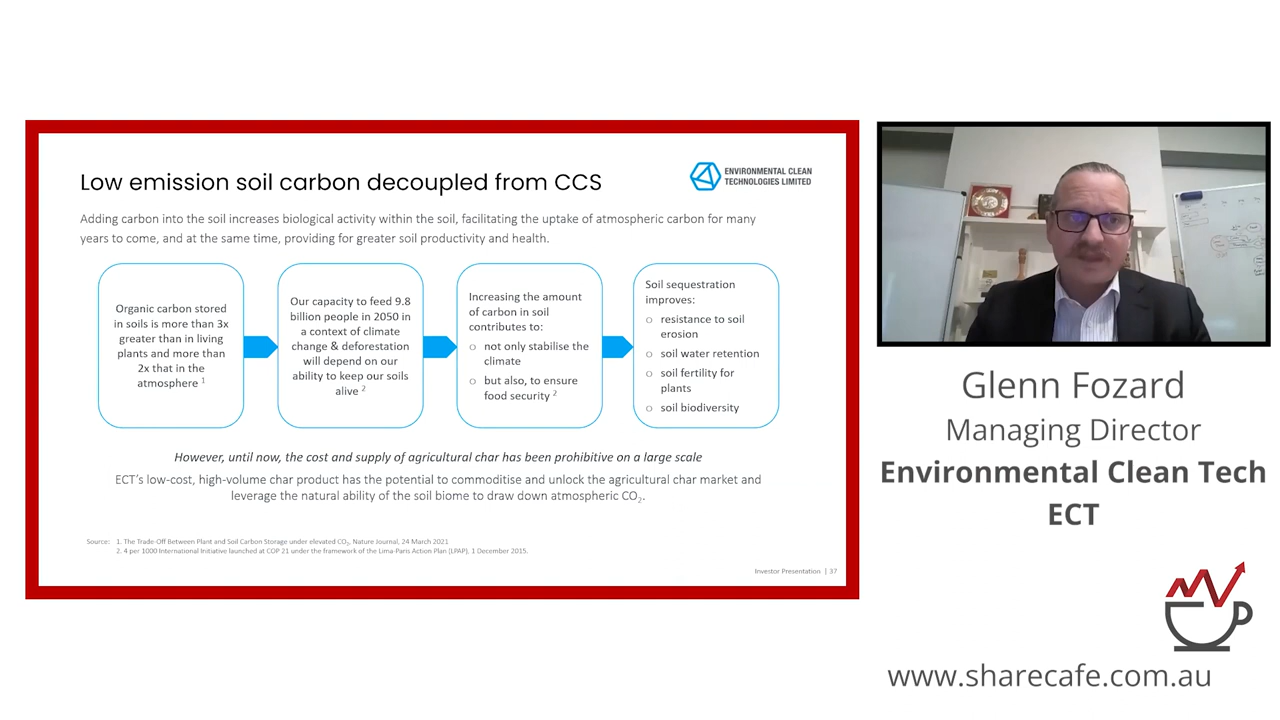 Low emission soil carbon decoupled from CCS
ENVIRONMENTAL CLEAN
TECHNOLOGIES LIMITED
Adding carbon into the soil increases biological activity within the soil, facilitating the uptake of atmospheric carbon for many
years to come, and at the same time, providing for greater soil productivity and health.
Organic carbon stored
in soils is more than 3x
greater than in living
plants and more than
2x that in the
atmosphere 1
Our capacity to feed 9.8
billion people in 2050 in
a context of climate
change & deforestation
will depend on our
ability to keep our soils
alive 2
Increasing the amount
of carbon in soil
contributes to:
o not only stabilise the
climate
o but also, to ensure
food security 2
Soil sequestration
improves:
o resistance to soil
erosion
o soil water retention
o soil fertility for
plants
o soil biodiversity
However, until now, the cost and supply of agricultural char has been prohibitive on a large scale
ECT's low-cost, high-volume char product has the potential to commoditise and unlock the agricultural char market and
leverage the natural ability of the soil biome to draw down atmospheric CO2.
Source: 1. The Trade-Off Between Plant and Soil Carbon Storage under elevated CO2, Nature Journal, 24 March 2021
2. 4 per 1000 International Initiative launched at COP 21 under the framework of the Lima-Paris Action Plan (LPAP), 1 December 2015.
Investor Presentation | 37
Glenn Fozard
Managing Director
Environmental Clean Tech
ECT
www.sharecafe.com.au